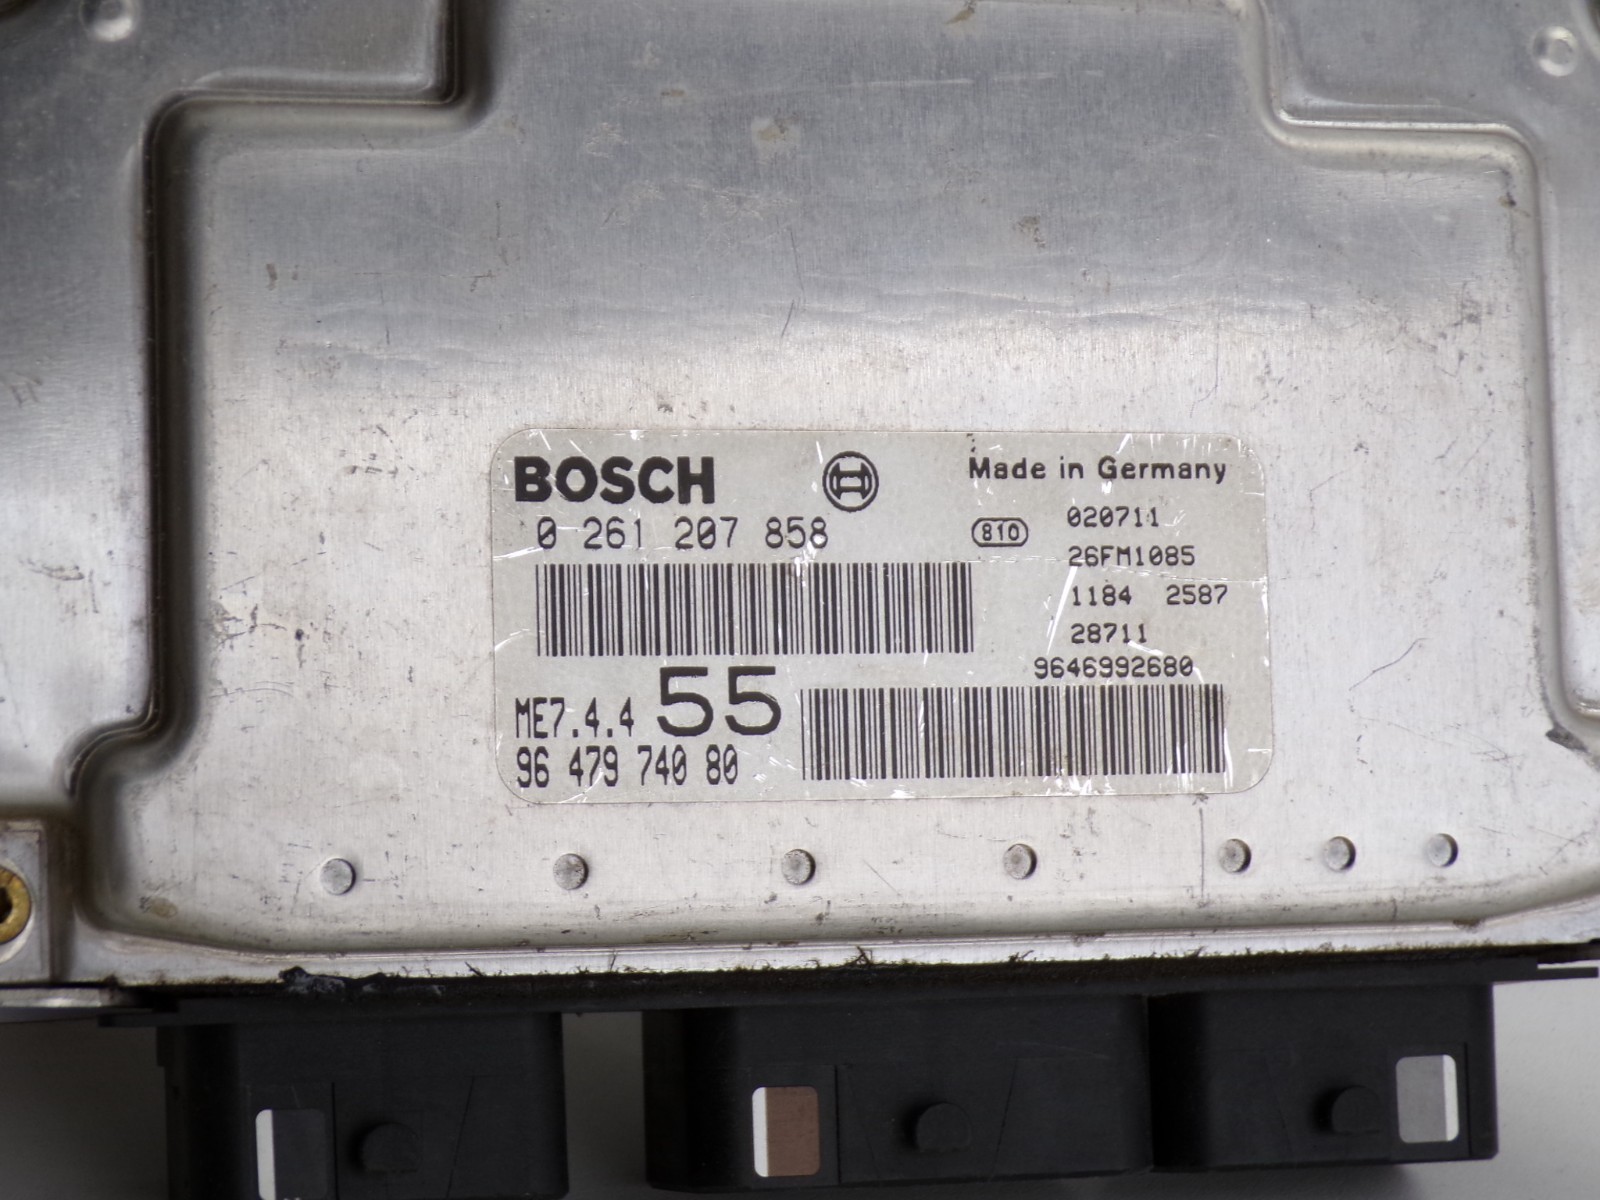 BOSCH
Made in Germany
0 261 207 858
810
020711
26FM1085
1184 2587
28711
9646992680
ME7.4.4 55
96 479 740 80